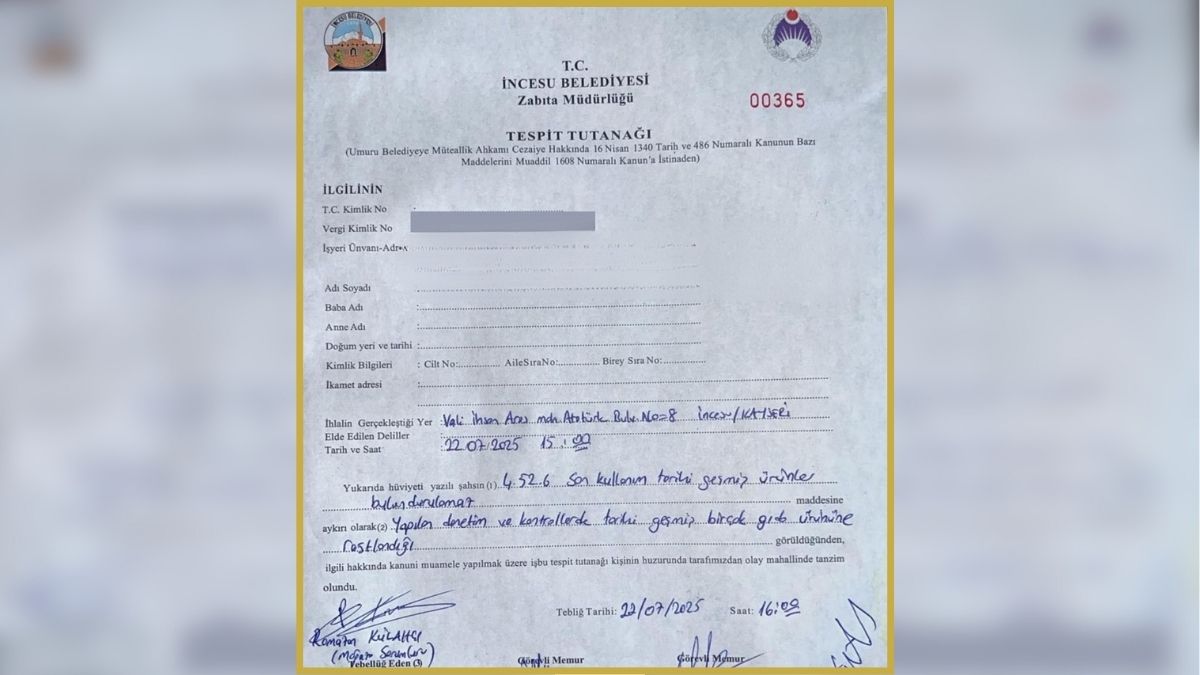 İNCESU BELEDİYESİ
T.C.
İNCESU BELEDİYESİ
Zabıta Müdürlüğü
00365
TESPİT TUTANAĞI
(Umuru Belediyeye Müteallik Ahkamı Cezaiye Hakkında 16 Nisan 1340 Tarih ve 486 Numaralı Kanunun Bazı
Maddelerini Muaddil 1608 Numaralı Kanun'a İstinaden)
İLGİLİNİN
T.C. Kimlik No
Vergi Kimlik No
İşyeri Ünvanı-Adres
Adı Soyadı
Baba Adı
Anne Adı
Doğum yeri ve tarihi :
Kimlik Bilgileri : Cilt No:............ AileSıraNo:............ Birey Sıra No:............
İkamet adresi :
İhlalin Gerçekleştiği Yer : Vali İhsan Aras mah Atatürk Bulv. No=8 İncesu/KAYSERİ
Elde Edilen Deliller
Tarih ve Saat : 22.07.2025 15:00
Yukarıda hüviyeti yazılı şahsın (1) 4.52.6 Son kullanım tarihi geçmiş ürünler
bulundurulamaz maddesine
aykırı olarak(2) Yapılan denetim ve kontrollerde tarihi geçmiş birçok gıda ürününe
rastlandığı görüldüğünden,
ilgili hakkında kanuni muamele yapılmak üzere işbu tespit tutanağı kişinin huzurunda tarafımızdan olay mahallinde tanzim
olundu.
Tebliğ Tarihi: 22/07/2025 Saat: 16:00
Ramazan KÜLAHÇI
(Mağaza Sorumlusu)
Tebellüğ Eden (3) Görevli Memur Görevli Memur